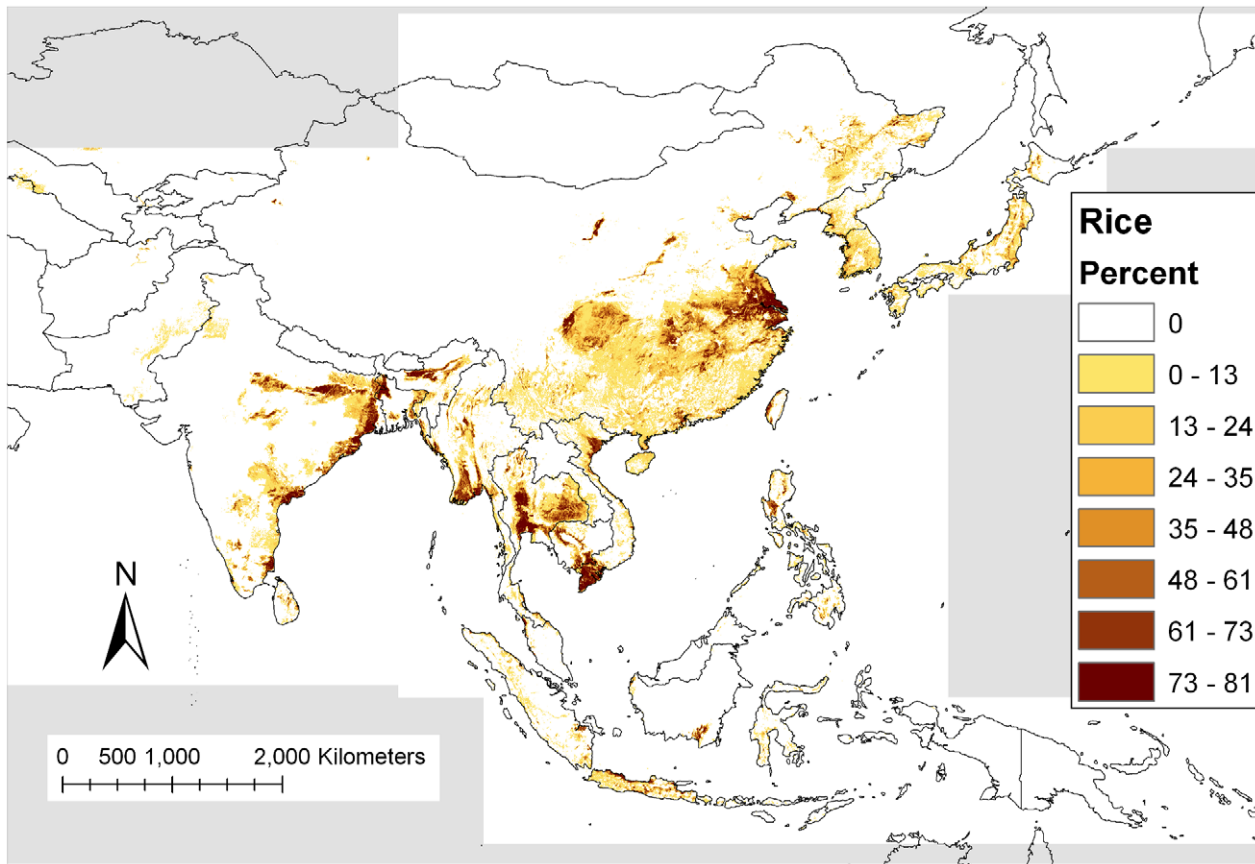 Rice
Percent
0
0 - 13
13 - 24
24 - 35
35 - 48
48 - 61
61 - 73
73 - 81
N
0 500 1,000 2,000 Kilometers